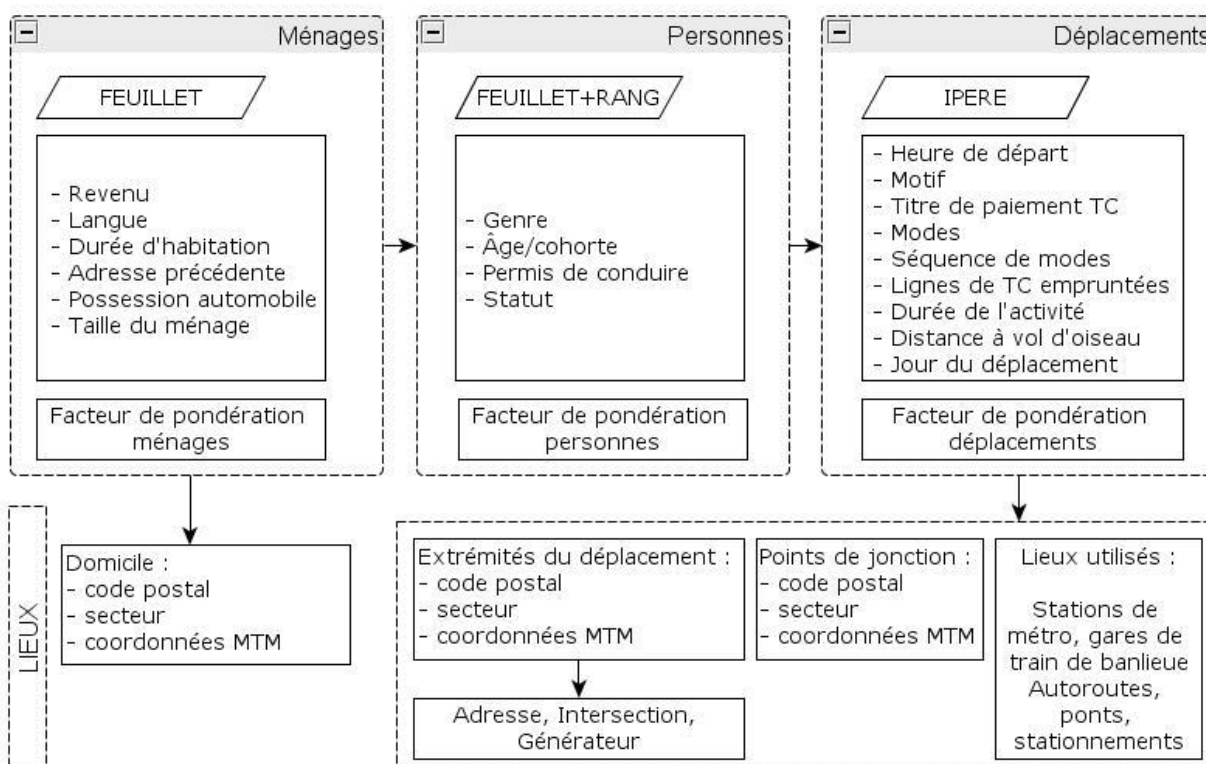 Ménages
FEUILLET
- Revenu
- Langue
- Durée d'habitation
- Adresse précédente
- Possession automobile
- Taille du ménage
Facteur de pondération
ménages
Personnes
FEUILLET+RANG
- Genre
- Âge/cohorte
- Permis de conduire
- Statut
Facteur de pondération
personnes
Déplacements
IPERE
- Heure de départ
- Motif
- Titre de paiement TC
- Modes
- Séquence de modes
- Lignes de TC empruntées
- Durée de l'activité
- Distance à vol d'oiseau
- Jour du déplacement
Facteur de pondération
déplacements
LIEUX
Domicile :
- code postal
- secteur
- coordonnées MTM
Extrémités du déplacement :
- code postal
- secteur
- coordonnées MTM
Adresse, Intersection,
Générateur
Points de jonction :
- code postal
- secteur
- coordonnées MTM
Lieux utilisés :
Stations de
métro, gares de
train de banlieue
Autoroutes,
ponts,
stationnements